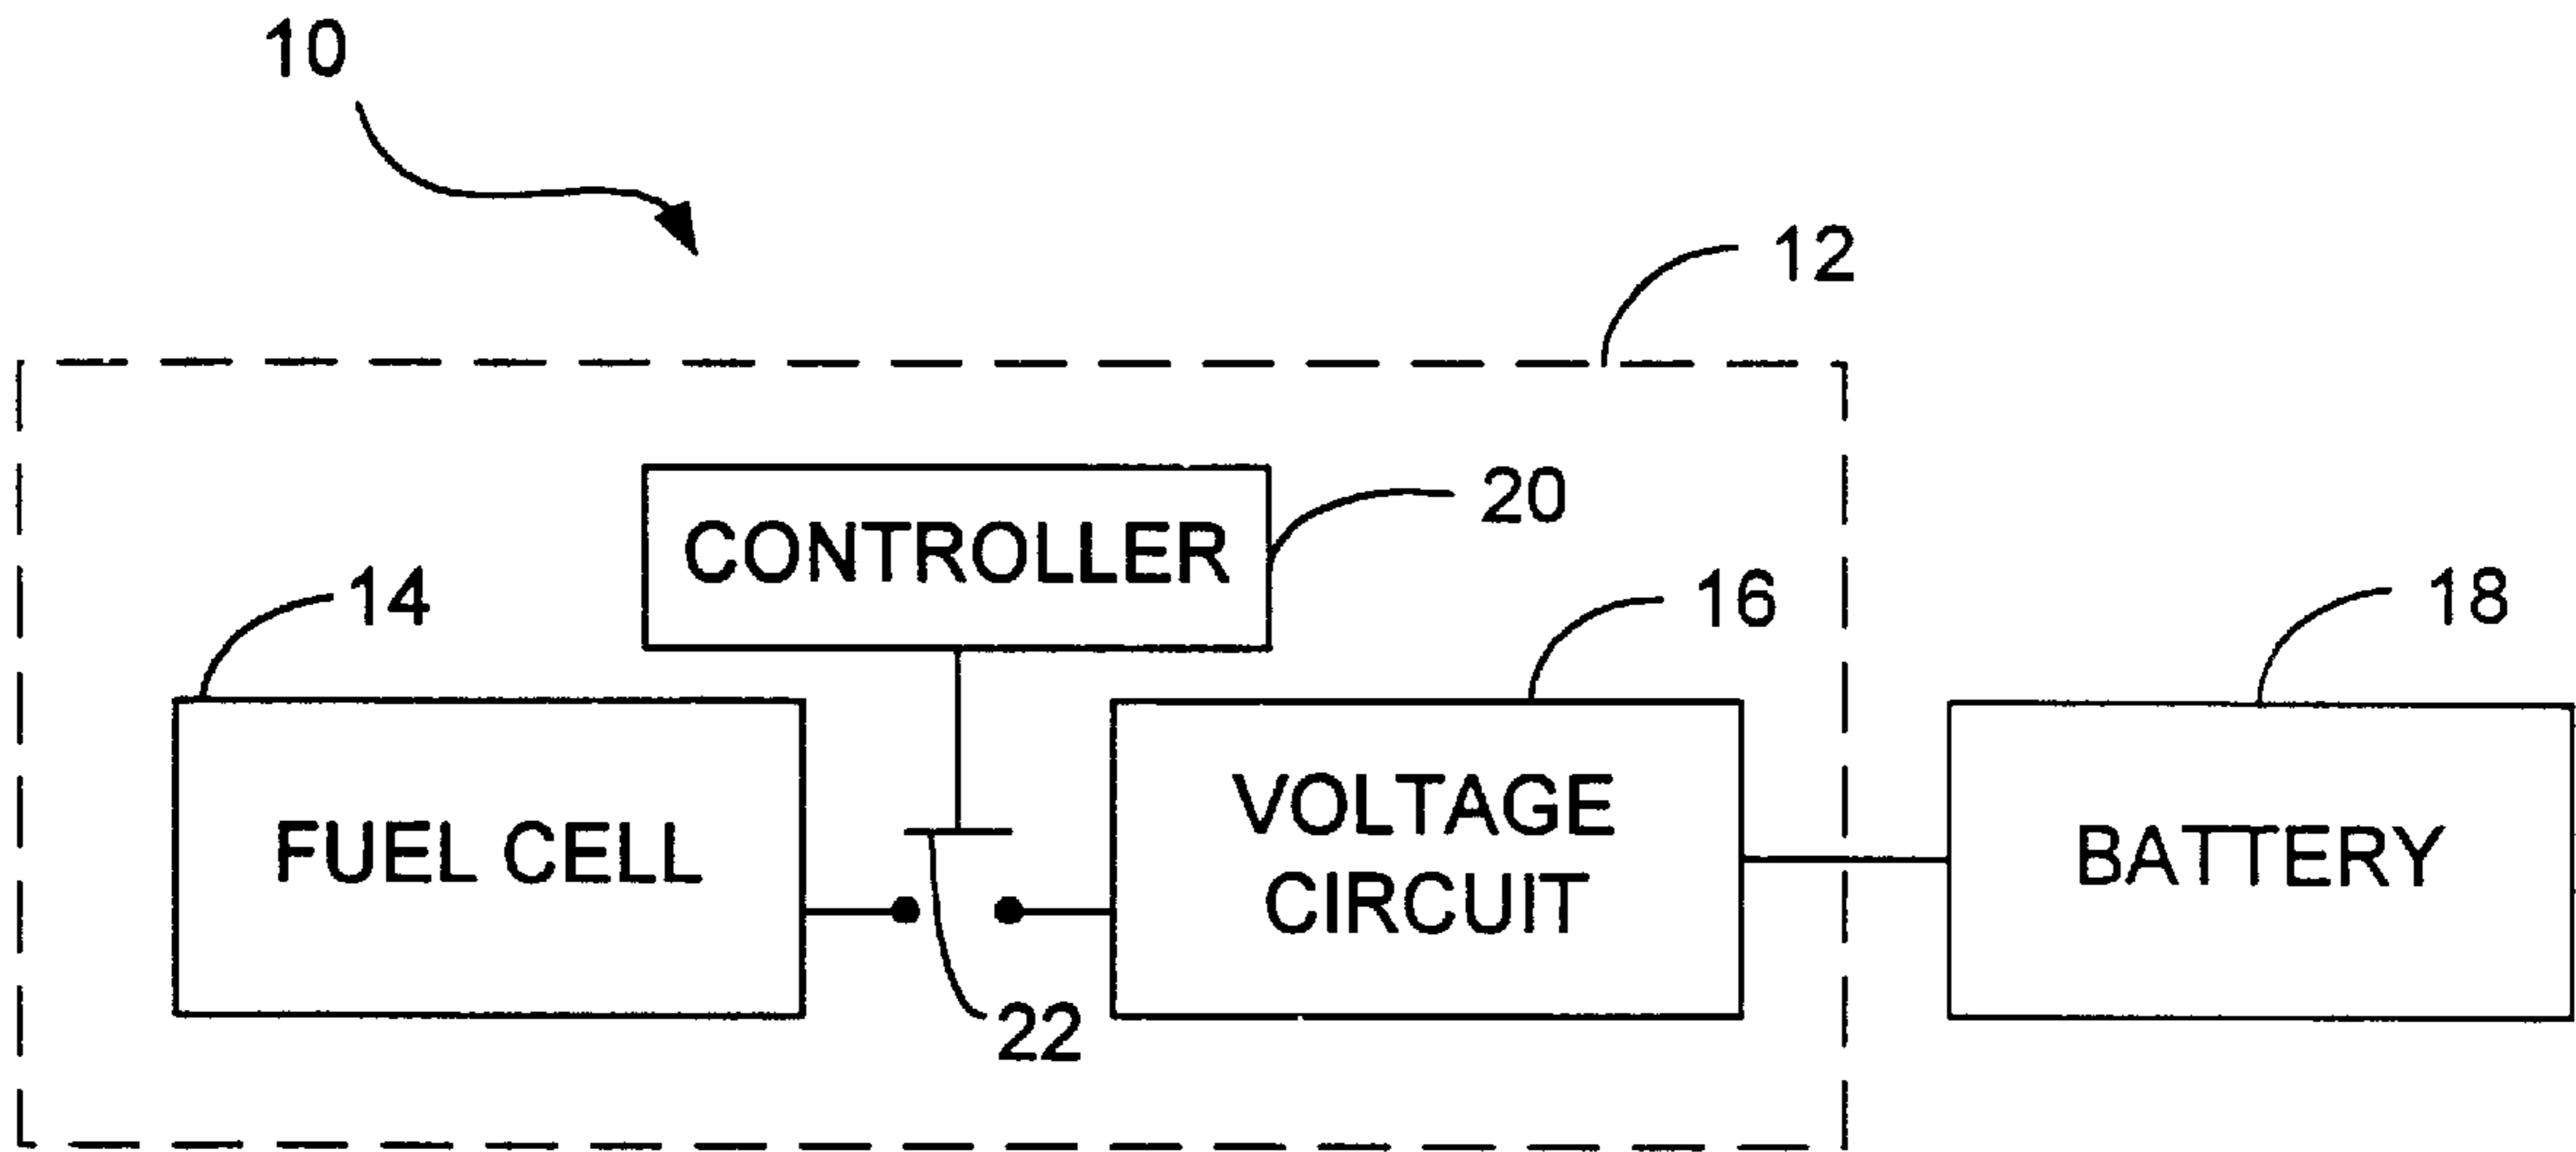 10
12
CONTROLLER
20
14
16
18
FUEL CELL
VOLTAGE
CIRCUIT
BATTERY
22